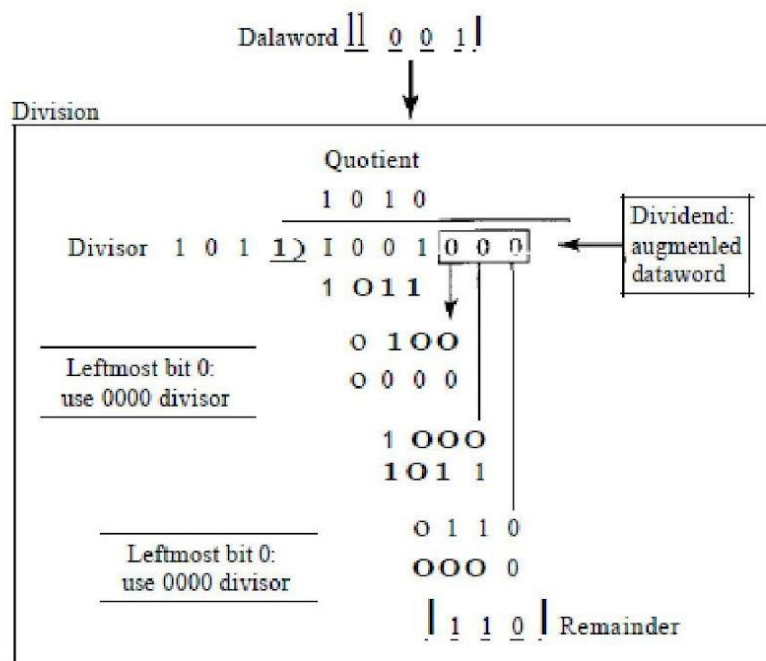 Dalaword 1 0 0 1
Division
Quotient
1 0 1 0
Divisor 1 0 1 1) 1 0 0 1 0 0 0
Dividend:
augmenled
dataword
1 0 1 1
0 1 0 0
Leftmost bit 0:
use 0000 divisor
0 0 0 0
1 0 0 0
1 0 1 1
0 1 1 0
Leftmost bit 0:
use 0000 divisor
0 0 0 0
1 1 0 Remainder